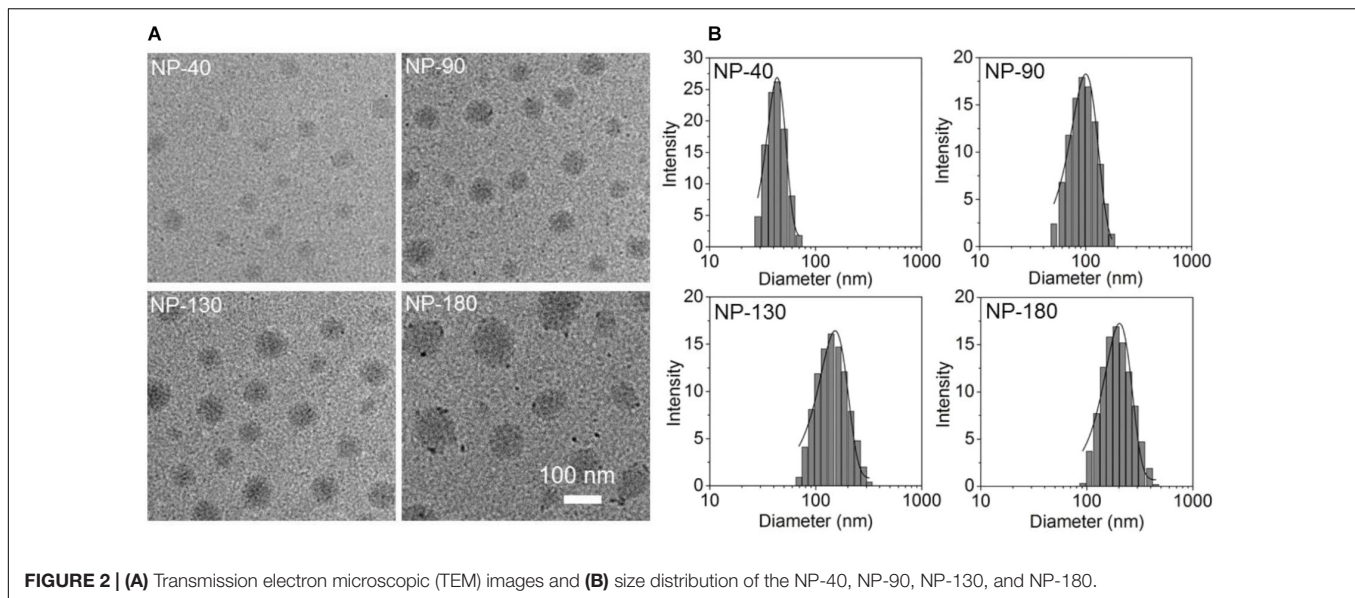 A
B
NP-40
NP-90
NP-130
NP-180
100 nm
NP-40
Intensity
30
25
20
15
10
5
0
10
100
1000
Diameter (nm)
NP-90
Intensity
20
15
10
5
0
10
100
1000
Diameter (nm)
NP-130
Intensity
20
15
10
5
0
10
100
1000
Diameter (nm)
NP-180
Intensity
20
15
10
5
0
10
100
1000
Diameter (nm)
FIGURE 2 | (A) Transmission electron microscopic (TEM) images and (B) size distribution of the NP-40, NP-90, NP-130, and NP-180.